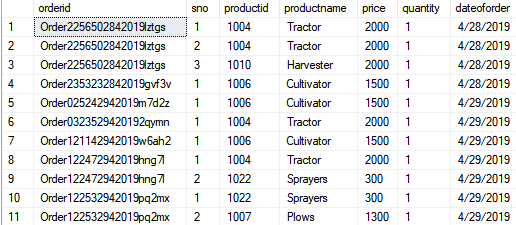 orderid sno productid productname price quantity dateoforder
1 Order2256502842019lztgs 1 1004 Tractor 2000 1 4/28/2019
2 Order2256502842019lztgs 2 1004 Tractor 2000 1 4/28/2019
3 Order2256502842019lztgs 3 1010 Harvester 2000 1 4/28/2019
4 Order2353232842019gvf3v 1 1006 Cultivator 1500 1 4/28/2019
5 Order025242942019m7d2z 1 1006 Cultivator 1500 1 4/29/2019
6 Order0323529420192qymn 1 1004 Tractor 2000 1 4/29/2019
7 Order121142942019w6ah2 1 1006 Cultivator 1500 1 4/29/2019
8 Order122472942019hng7l 1 1004 Tractor 2000 1 4/29/2019
9 Order122472942019hng7l 2 1022 Sprayers 300 1 4/29/2019
10 Order122532942019pq2mx 1 1022 Sprayers 300 1 4/29/2019
11 Order122532942019pq2mx 2 1007 Plows 1300 1 4/29/2019